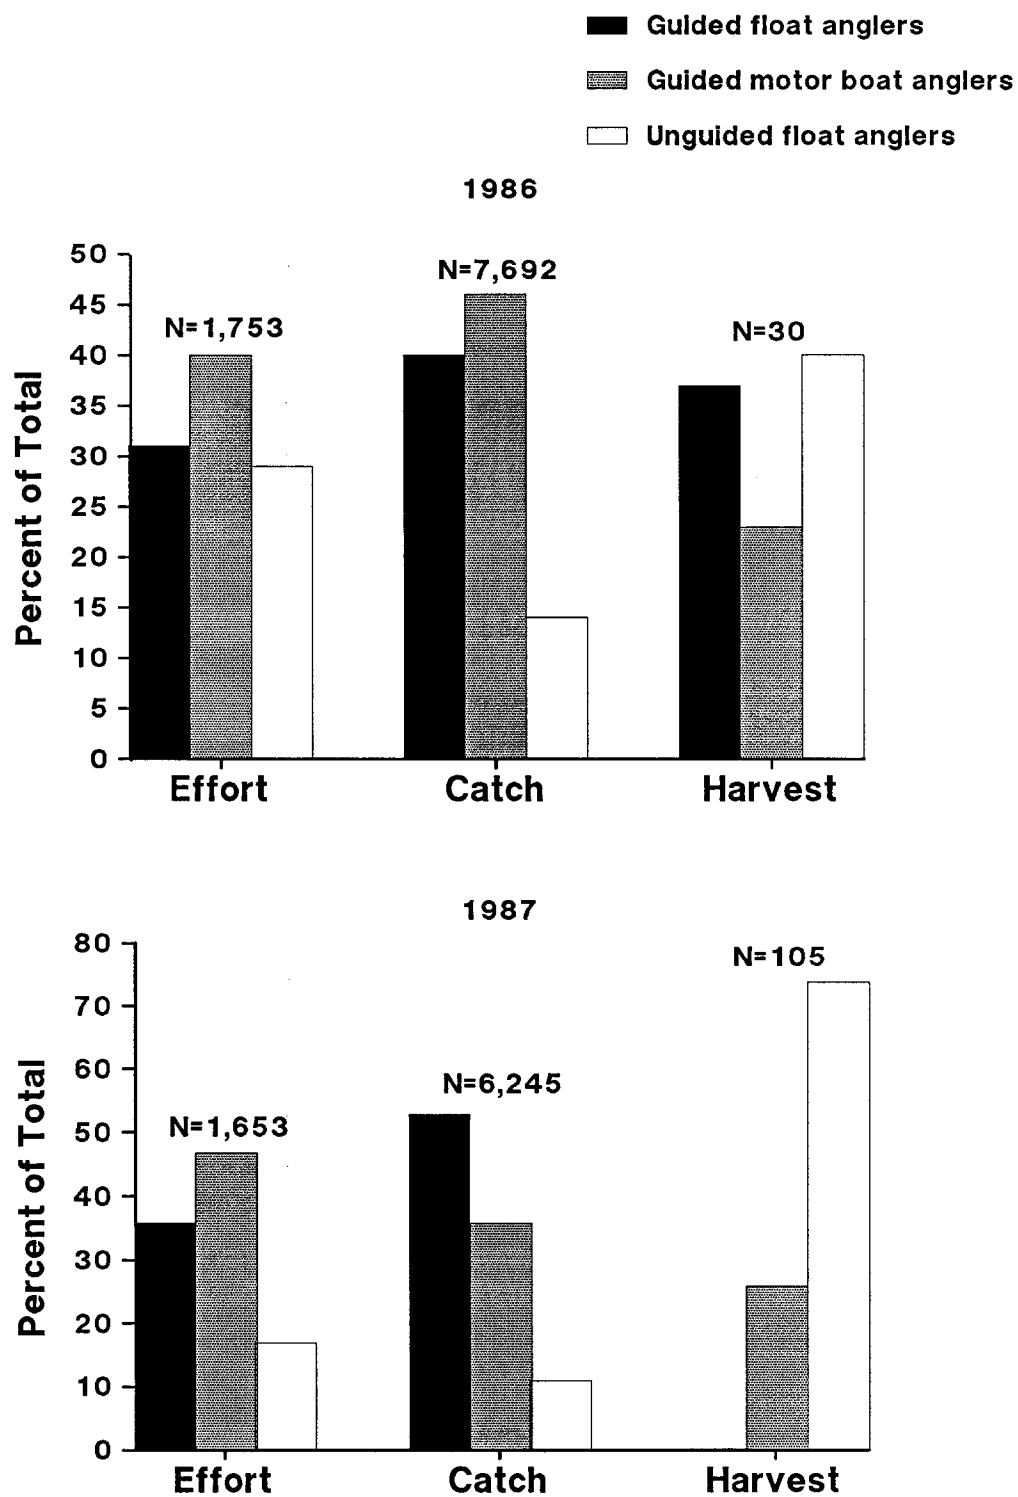 Guided float anglers
Guided motor boat anglers
Unguided float anglers
1986
50
45
40
35
30
25
20
15
10
5
0
Percent of Total
N=1,753
N=7,692
N=30
Effort Catch Harvest
1987
80
70
60
50
40
30
20
10
0
Percent of Total
N=1,653
N=6,245
N=105
Effort Catch Harvest